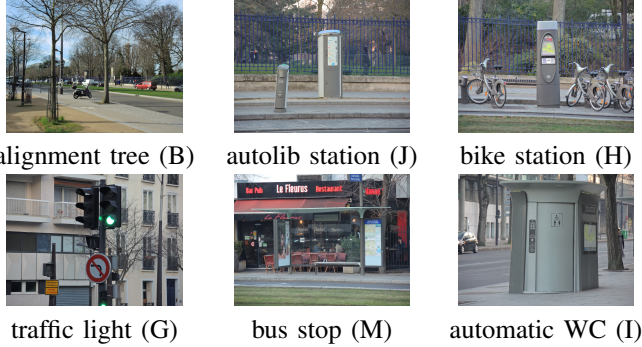 alignment tree (B)
autolib station (J)
bike station (H)
Bar Pub Le Fleurus Restaurant
traffic light (G)
bus stop (M)
automatic WC (I)